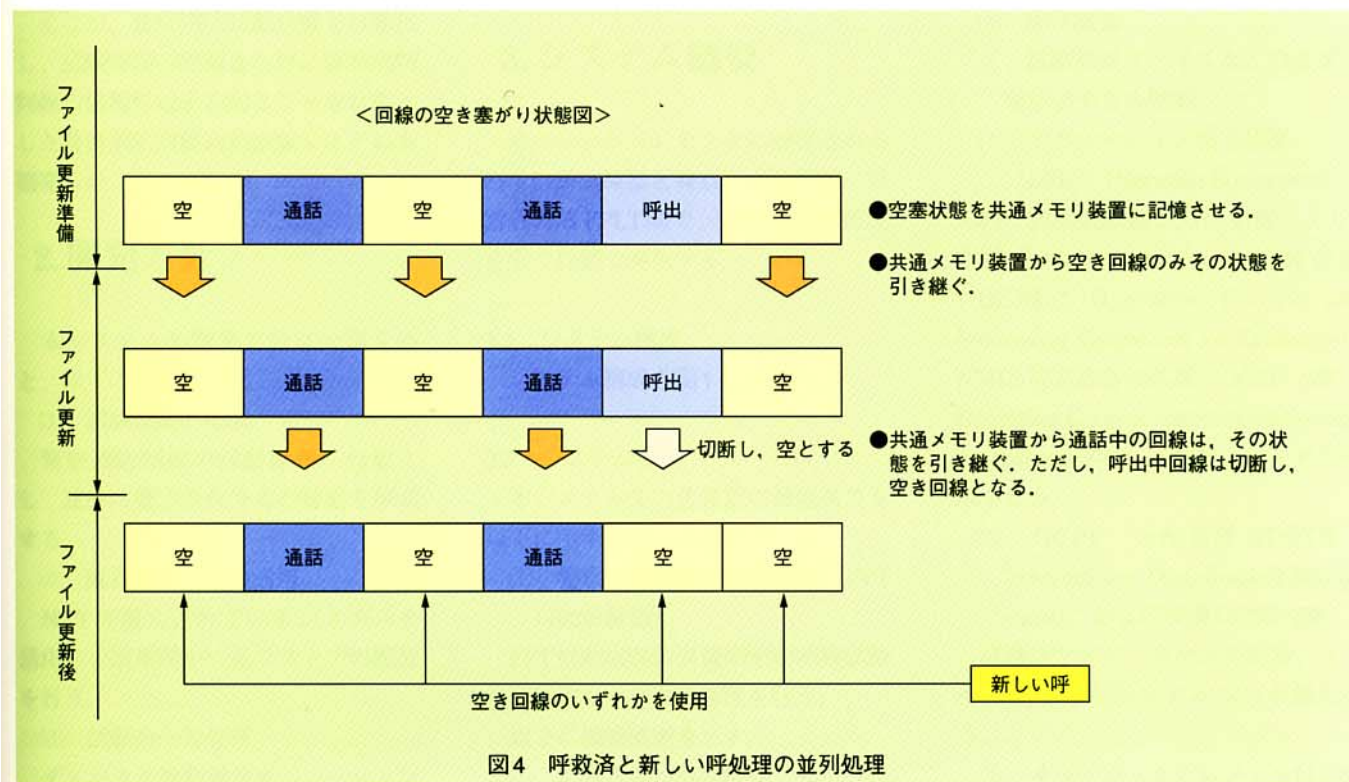 <回線の空き塞がり状態図>
ファイル更新準備
空 通話 空 通話 呼出 空
●空塞状態を共通メモリ装置に記憶させる.
●共通メモリ装置から空き回線のみその状態を
引き継ぐ.
ファイル更新
空 通話 空 通話 呼出 空
切断し,空とする
●共通メモリ装置から通話中の回線は,その状
態を引き継ぐ.ただし,呼出中回線は切断し,
空き回線となる.
ファイル更新後
空 通話 空 通話 空 空
新しい呼
空き回線のいずれかを使用
図4 呼救済と新しい呼処理の並列処理